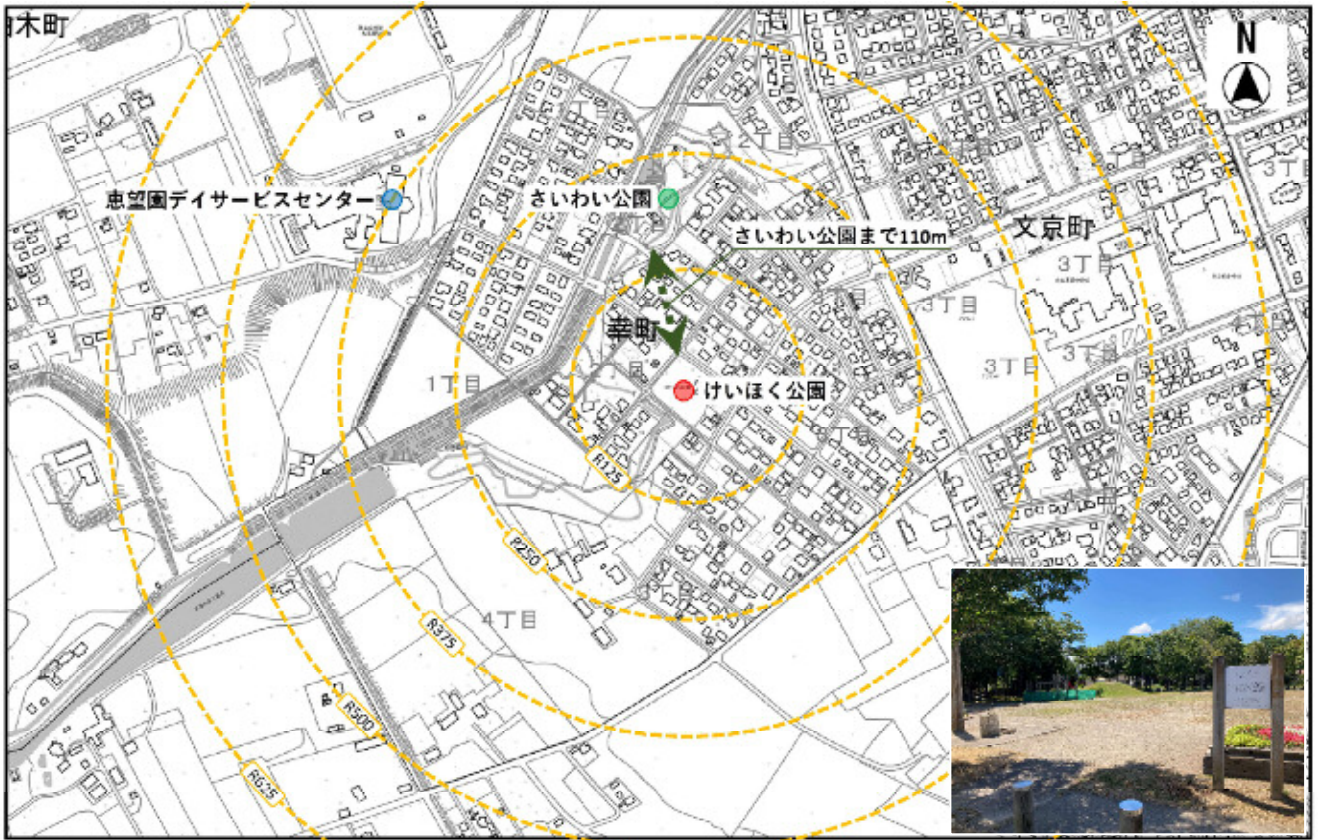 木町
N
恵望園デイサービスセンター
さいわい公園
2丁目
さいわい公園まで110m
文京町
3丁目
3丁目
3丁目
3丁目
3丁目
幸町
1丁目
けいほく公園
R125
R250
4丁目
R375
R500
R625